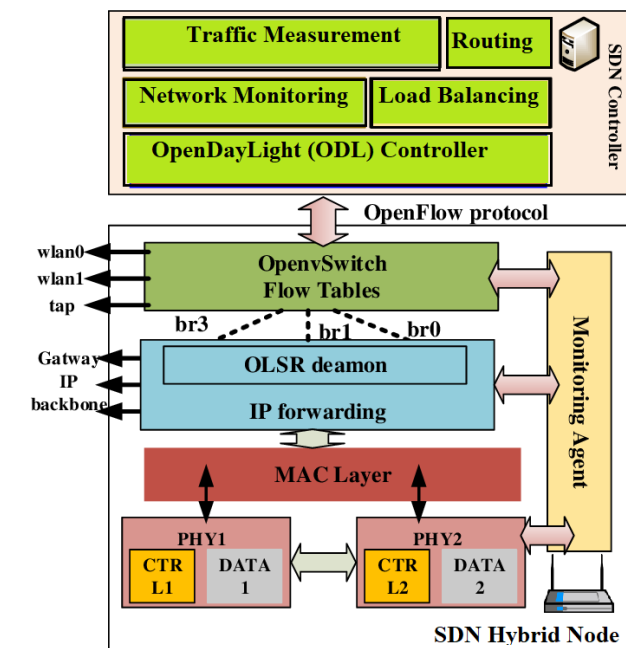 Traffic Measurement
Routing
Network Monitoring
Load Balancing
OpenDayLight (ODL) Controller
SDN Controller
OpenFlow protocol
wlan0
wlan1
tap
OpenvSwitch
Flow Tables
br3
br1
br0
Gatway
IP
backbone
OLSR deamon
IP forwarding
Monitoring Agent
MAC Layer
PHY1
CTR
L1
DATA
1
PHY2
CTR
L2
DATA
2
SDN Hybrid Node